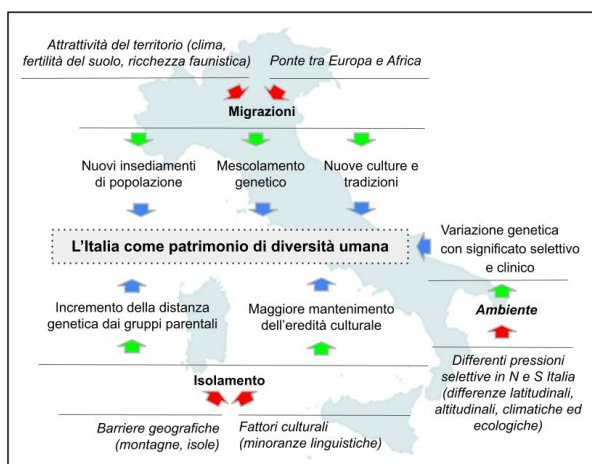 Attrattività del territorio (clima,
fertilità del suolo, ricchezza faunistica)
Ponte tra Europa e Africa
Migrazioni
Nuovi insediamenti
di popolazione
Mescolamento
genetico
Nuove culture e
tradizioni
L'Italia come patrimonio di diversità umana
Variazione genetica
con significato selettivo
e clinico
Incremento della distanza
genetica dai gruppi parentali
Maggiore mantenimento
dell'eredità culturale
Ambiente
Differenti pressioni
selettive in N e S Italia
(differenze latitudinali,
altitudinali, climatiche ed
ecologiche)
Isolamento
Barriere geografiche
(montagne, isole)
Fattori culturali
(minoranze linguistiche)